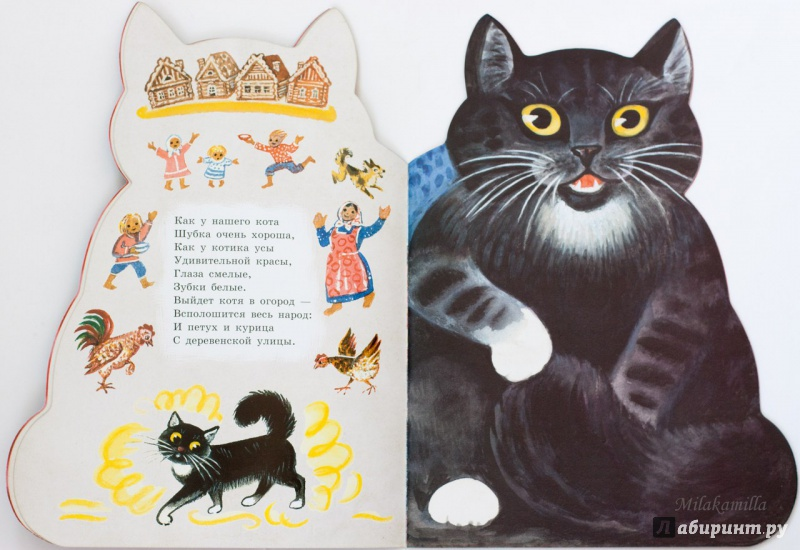 Как у нашего кота
Шубка очень хороша,
Как у котика усы
Удивительной красы,
Глаза смелые,
Зубки белые.
Выйдет котя в огород —
Всполошится весь народ:
И петух и курица
С деревенской улицы.
Milakamilla
Лабиринт.ру